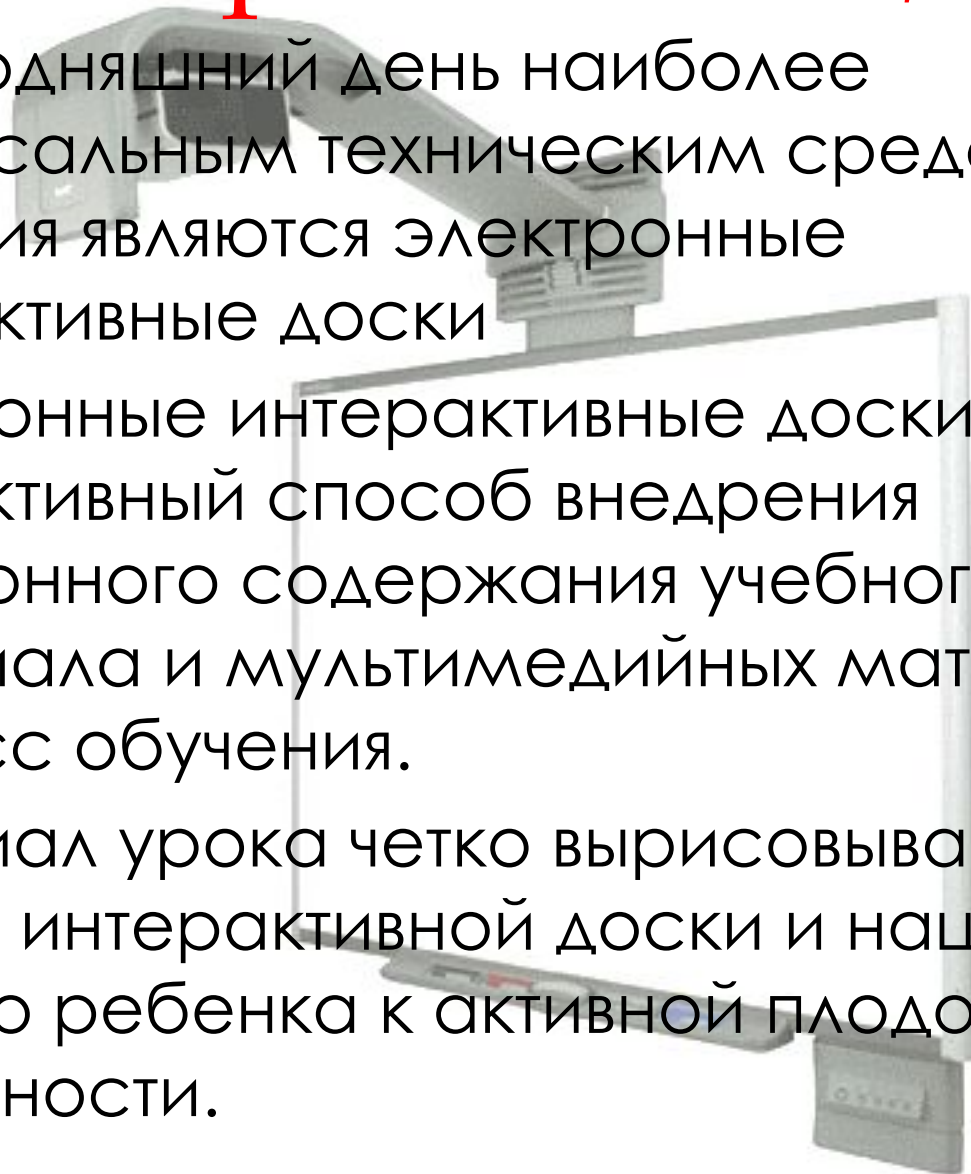 одняшний день наиболее
сальным техническим сред
ия являются электронные
ктивные доски
онные интерактивные доски
ктивный способ внедрения
онного содержания учебног
иала и мультимедийных мат
сс обучения.
иал урока четко вырисовыва
интерактивной доски и нац
о ребенка к активной плодо
ности.